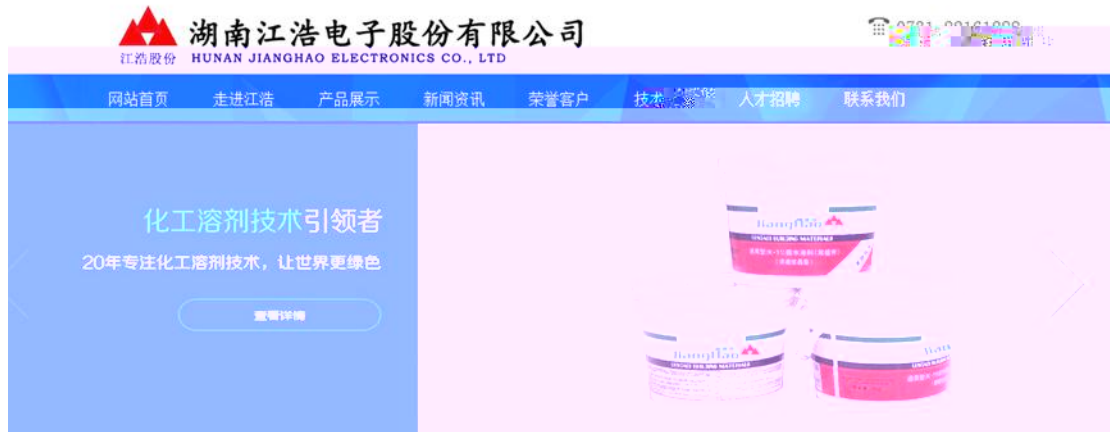 湖南江浩电子股份有限公司
江浩股份 HUNAN JIANGHAO ELECTRONICS CO., LTD
网站首页 走进江浩 产品展示 新闻资讯 荣誉客户 技术 人才招聘 联系我们
化工溶剂技术引领者
20年专注化工溶剂技术，让世界更绿色
查看详情